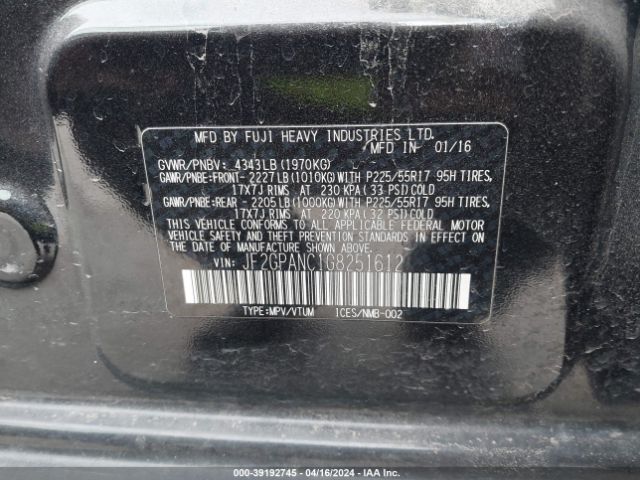 MFD BY FUJI HEAVY INDUSTRIES LTD.
MFD IN 01/16
GVWR/PNBV: 4343LB(1970KG)
GAWR/PNBE:FRONT- 2227LB(1010KG)WITH P225/55R17 95H TIRES,
17X7J RIMS AT 230 KPA(33 PSI)COLD
GAWR/PNBE:REAR - 2205LB(1000KG)WITH P225/55R17 95H TIRES,
17X7J RIMS AT 220 KPA(32 PSI)COLD
THIS VEHICLE CONFORMS TO ALL APPLICABLE FEDERAL MOTOR
VEHICLE SAFETY, BUMPER, AND THEFT PREVENTION STANDARDS IN
EFFECT ON THE DATE OF MANUFACTURE SHOWN ABOVE.
VIN: JF2GPANC1G8251612
TYPE:MPV/VTUM ICES/NMB-002
000-39192745 - 04/16/2024 - IAA Inc.